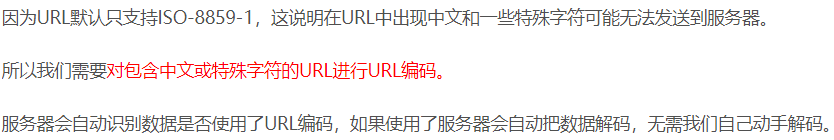 因为URL默认只支持ISO-8859-1，这说明在URL中出现中文和一些特殊字符可能无法发送到服务器。
所以我们需要对包含中文或特殊字符的URL进行URL编码。
服务器会自动识别数据是否使用了URL编码，如果使用了服务器会自动把数据解码，无需我们自己动手解码。